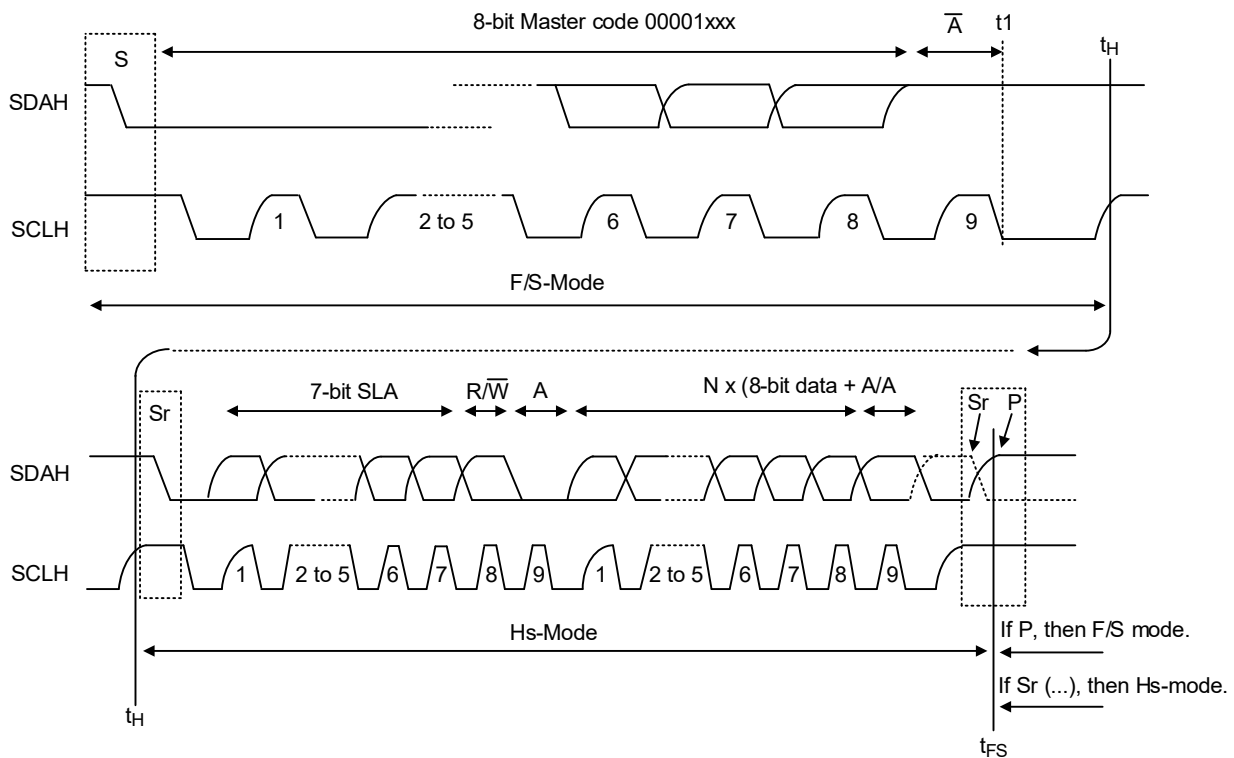 8-bit Master code 00001xxx A̅ t1
S tH
SDAH
1 2 to 5 6 7 8 9
SCLH
F/S-Mode
7-bit SLA R/W̅ A N x (8-bit data + A/A
Sr Sr P
SDAH
SCLH 1 2 to 5 6 7 8 9 1 2 to 5 6 7 8 9
Hs-Mode If P, then F/S mode.
If Sr (...), then Hs-mode.
tH
tFS